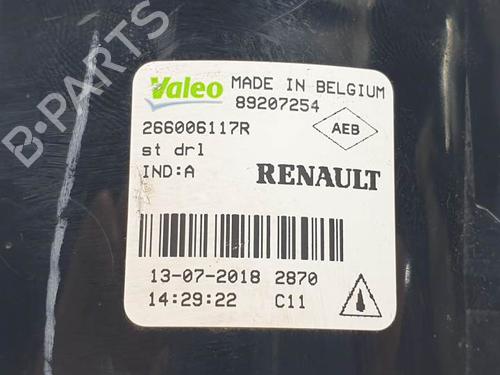 B-PARTS
Valeo MADE IN BELGIUM
89207254
266006117R
AEB
st drl
IND:A
RENAULT
13-07-2018 2870
14:29:22 C11